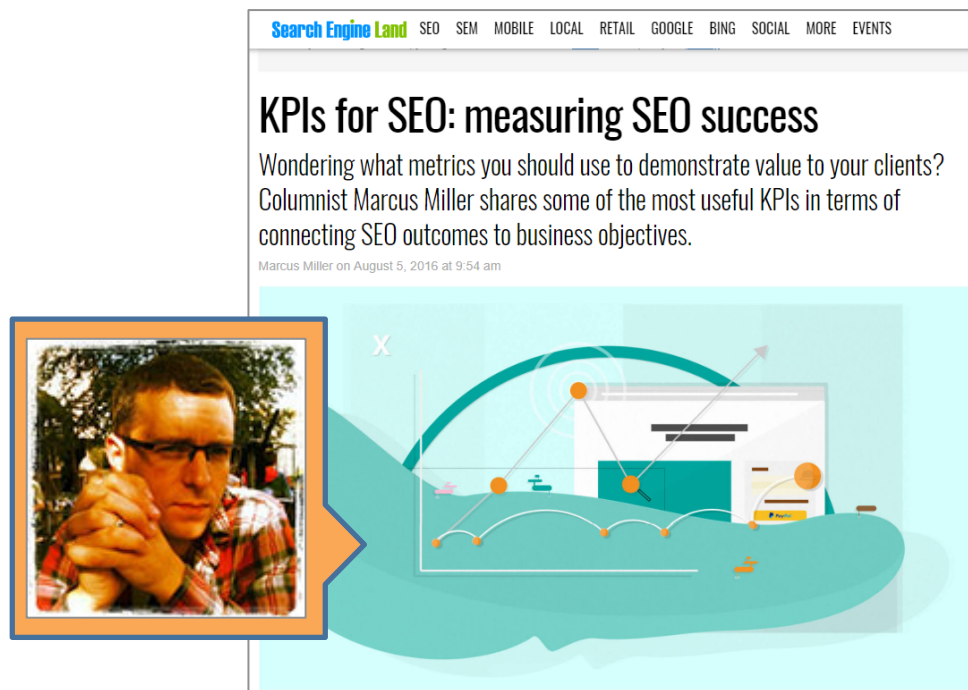 Search Engine Land SEO SEM MOBILE LOCAL RETAIL GOOGLE BING SOCIAL MORE EVENTS
KPIs for SEO: measuring SEO success
Wondering what metrics you should use to demonstrate value to your clients?
Columnist Marcus Miller shares some of the most useful KPIs in terms of
connecting SEO outcomes to business objectives.
Marcus Miller on August 5, 2016 at 9:54 am
X
PayPal